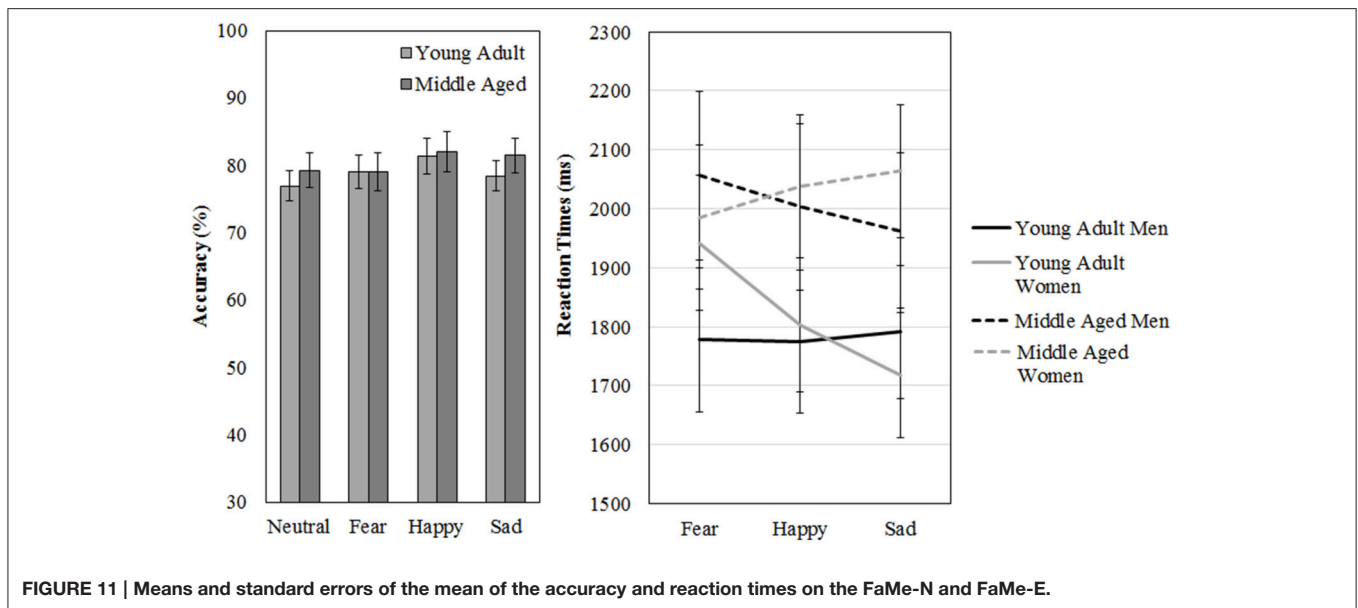 100
90
80
70
60
50
40
30
Accuracy (%)
Young Adult
Middle Aged
Neutral Fear Happy Sad
2300
2200
2100
2000
1900
1800
1700
1600
1500
Reaction Times (ms)
Fear Happy Sad
Young Adult Men
Young Adult
Women
Middle Aged Men
Middle Aged
Women
FIGURE 11 | Means and standard errors of the mean of the accuracy and reaction times on the FaMe-N and FaMe-E.